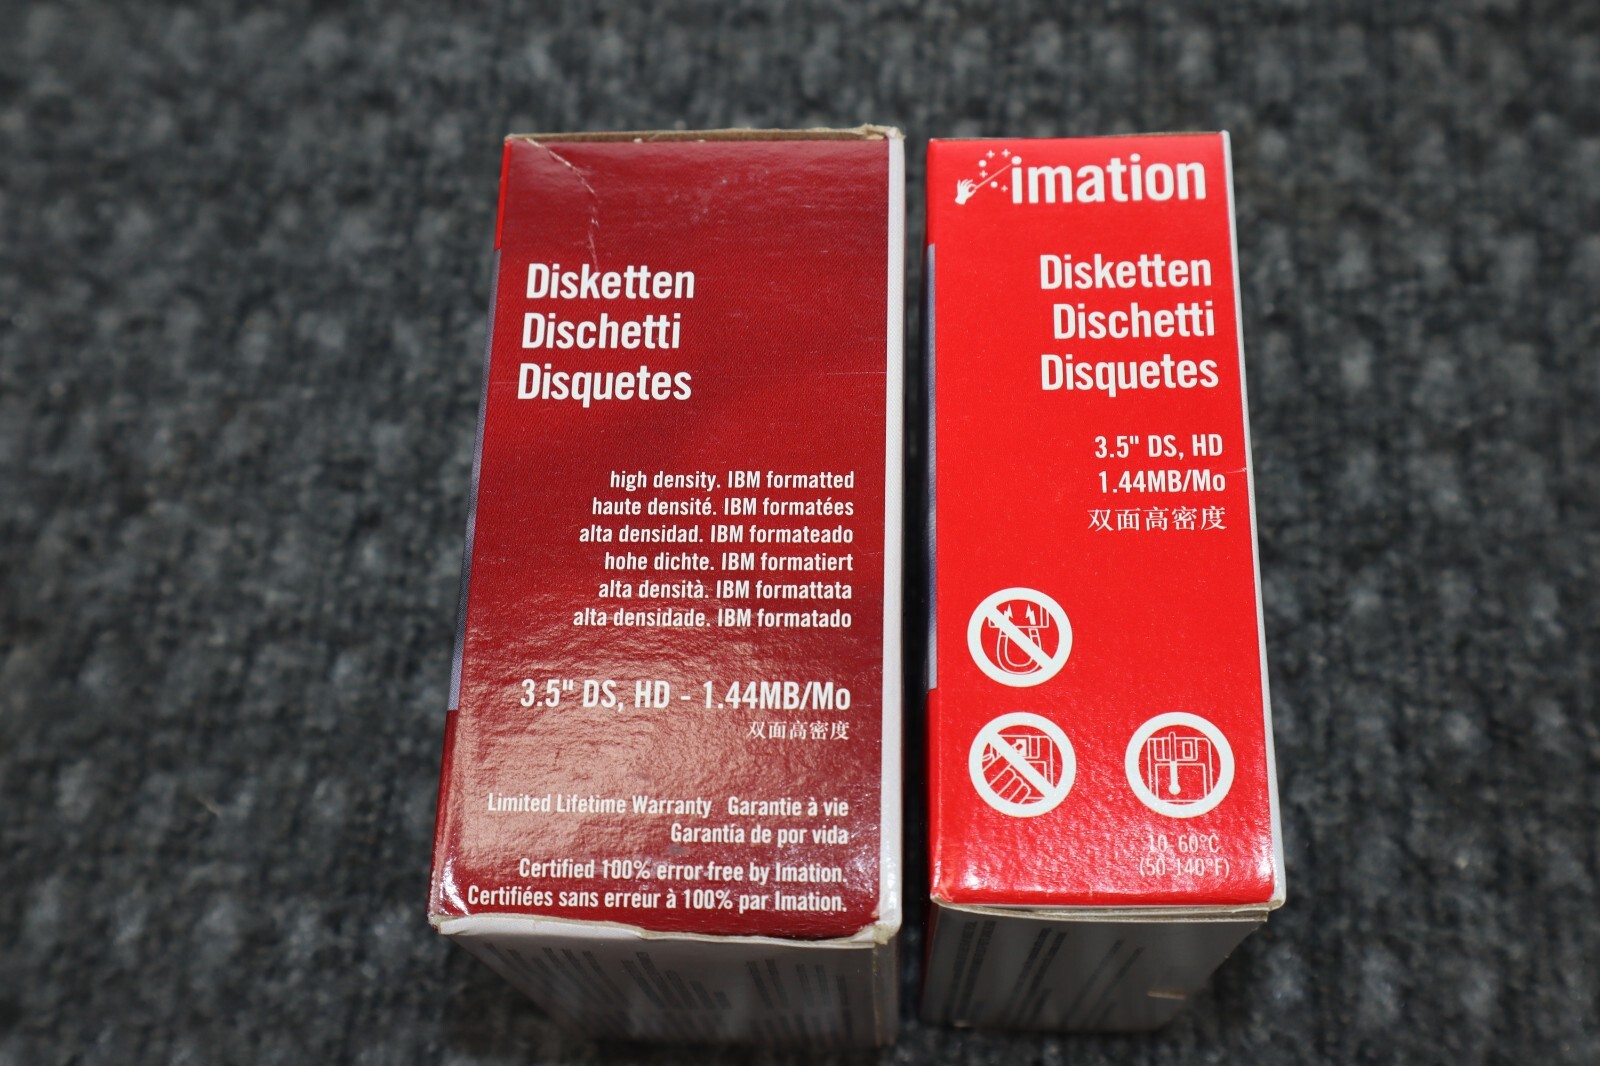 Disketten
Dischetti
Disquetes
high density. IBM formatted
haute densité. IBM formatées
alta densidad. IBM formateado
hohe dichte. IBM formatiert
alta densità. IBM formattata
alta densidade. IBM formatado
3.5" DS, HD - 1.44MB/Mo
双面高密度
Limited Lifetime Warranty Garantie à vie
Garantía de por vida
Certified 100% error free by Imation.
Certifiées sans erreur à 100% par Imation.
imation
Disketten
Dischetti
Disquetes
3.5" DS, HD
1.44MB/Mo
双面高密度
10-60°C
(50-140°F)